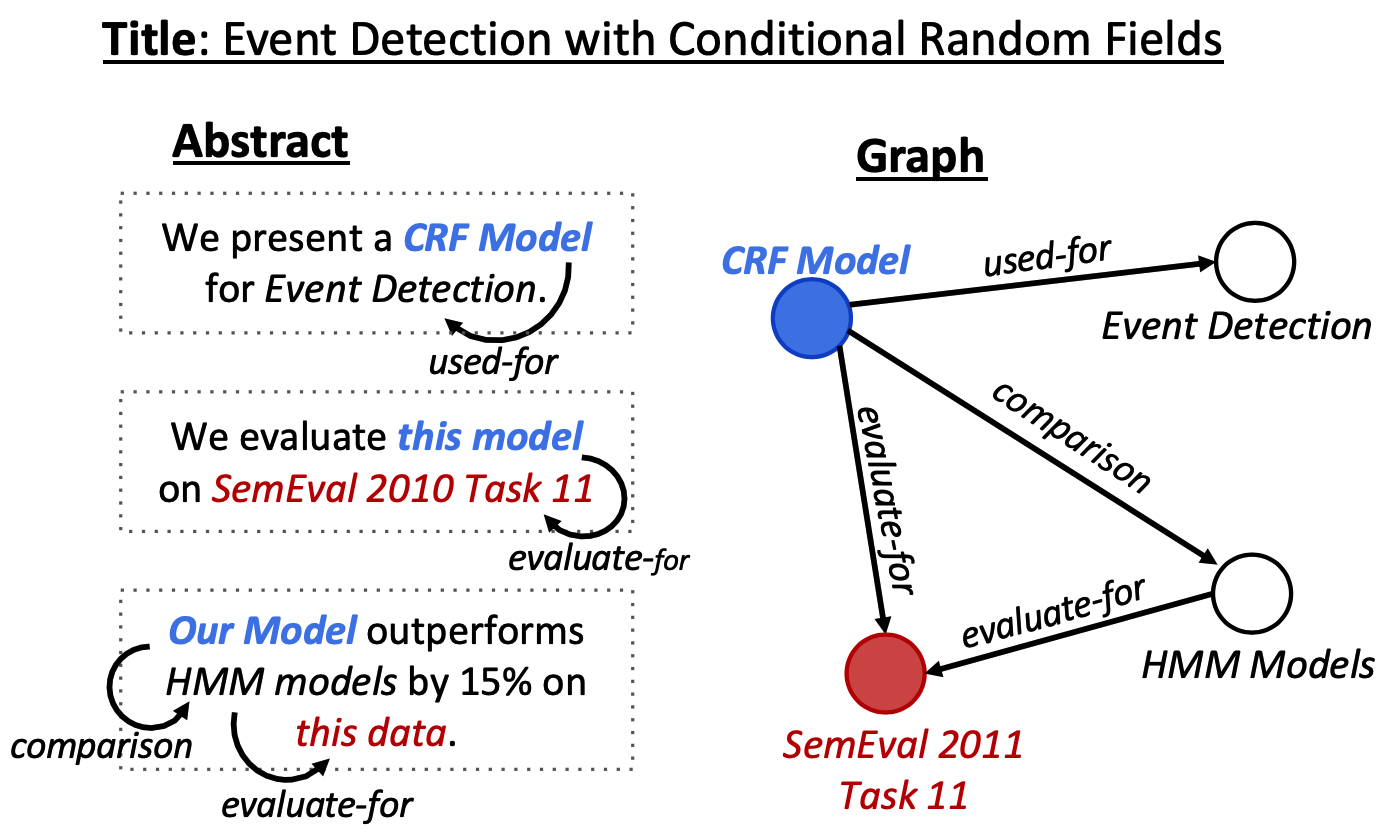 Title: Event Detection with Conditional Random Fields
Abstract
We present a CRF Model
for Event Detection.
used-for
We evaluate this model
on SemEval 2010 Task 11
evaluate-for
Our Model outperforms
HMM models by 15% on
this data.
comparison
evaluate-for
Graph
CRF Model
used-for
Event Detection
comparison
evaluate-for
evaluate-for
HMM Models
SemEval 2011
Task 11